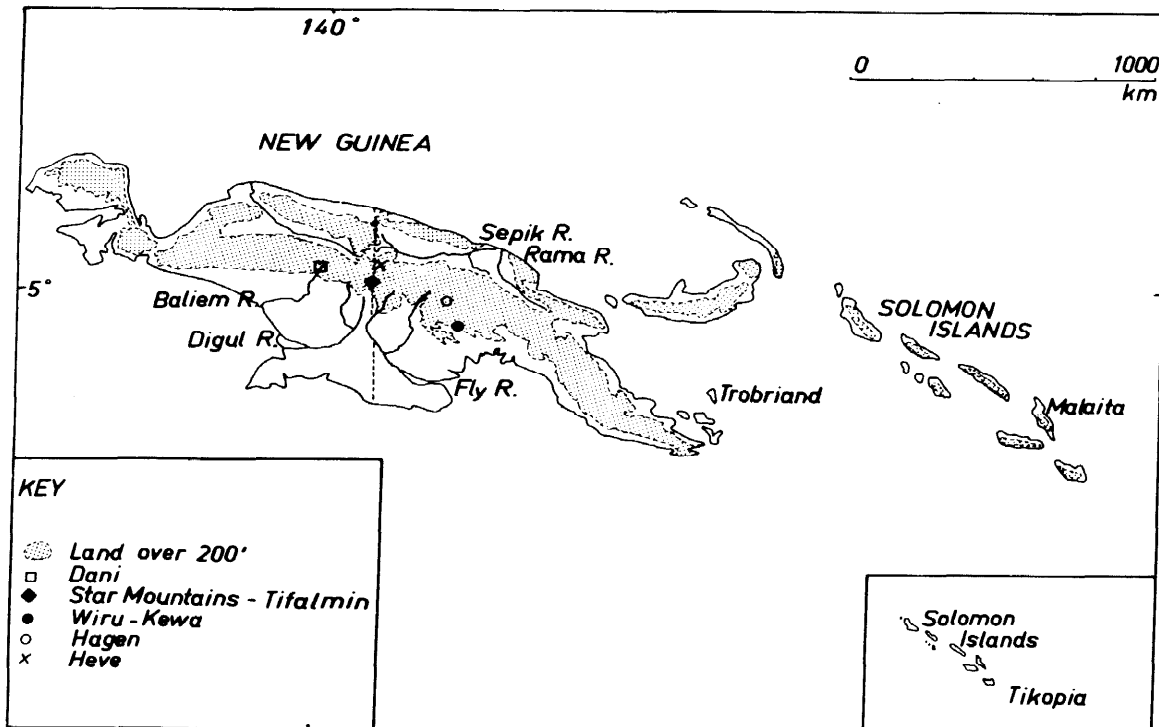 140°
0 1000
km
NEW GUINEA
Sepik R.
Rama R.
5°
Baliem R.
Digul R.
SOLOMON
ISLANDS
Fly R.
Trobriand
Malaita
KEY
Land over 200'
Dani
Star Mountains - Tifalmin
Wiru - Kewa
Hagen
Heve
Solomon
Islands
Tikopia